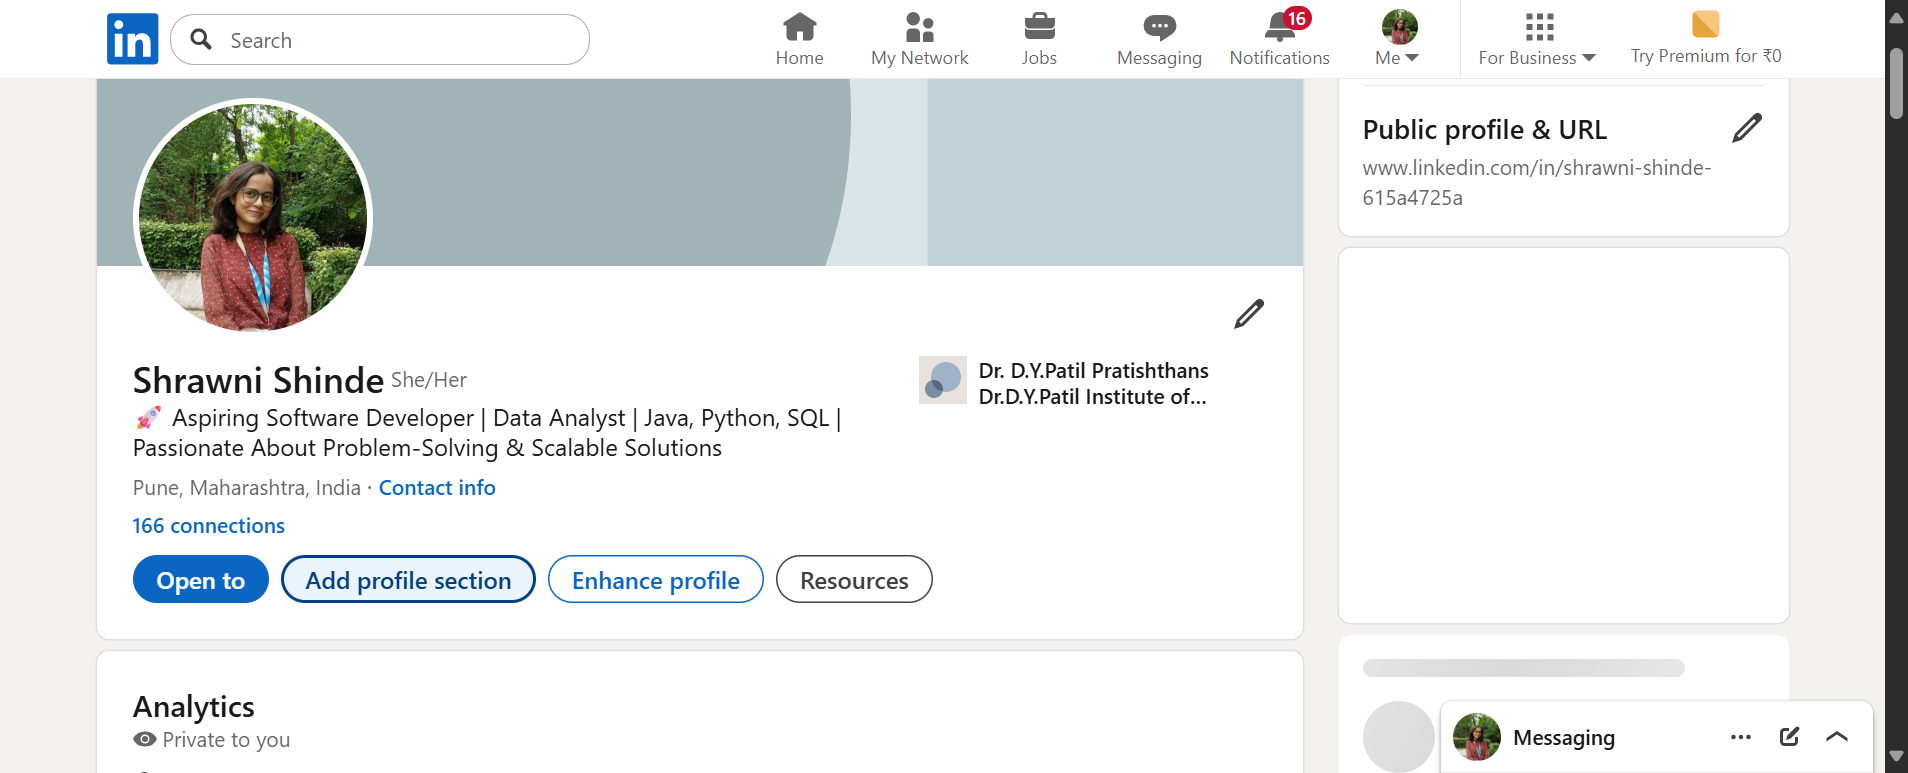 in
Search
Home
My Network
Jobs
Messaging
16
Notifications
Me
For Business
Try Premium for ₹0
Public profile & URL
www.linkedin.com/in/shrawni-shinde-
615a4725a
Shrawni Shinde She/Her
🚀 Aspiring Software Developer | Data Analyst | Java, Python, SQL |
Passionate About Problem-Solving & Scalable Solutions
Pune, Maharashtra, India · Contact info
166 connections
Dr. D.Y.Patil Pratishthans
Dr.D.Y.Patil Institute of...
Open to
Add profile section
Enhance profile
Resources
Analytics
Private to you
Messaging